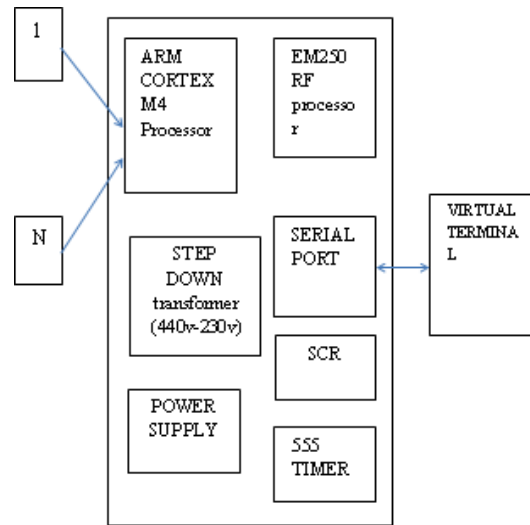 1
ARM
CORTEX
M4
Processor
EM250
RF
processo
r
N
STEP
DOWN
transformer
(440v-230v)
SERIAL
PORT
VIRTUAL
TERMINA
L
SCR
POWER
SUPPLY
555
TIMER